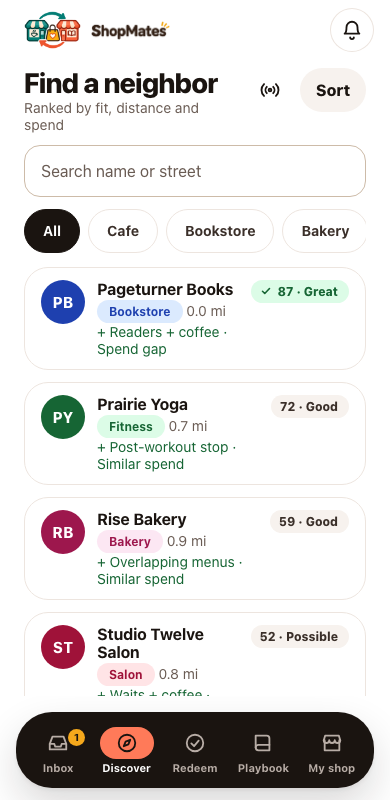 ShopMates
Find a neighbor
Ranked by fit, distance and
spend
Sort
Search name or street
All
Cafe
Bookstore
Bakery
PB
Pageturner Books
87 · Great
Bookstore
0.0 mi
+ Readers + coffee ·
Spend gap
PY
Prairie Yoga
72 · Good
Fitness
0.7 mi
+ Post-workout stop ·
Similar spend
RB
Rise Bakery
59 · Good
Bakery
0.9 mi
+ Overlapping menus ·
Similar spend
ST
Studio Twelve
Salon
52 · Possible
Salon
0.8 mi
+ Waits + coffee ·
1
Inbox
Discover
Redeem
Playbook
My shop